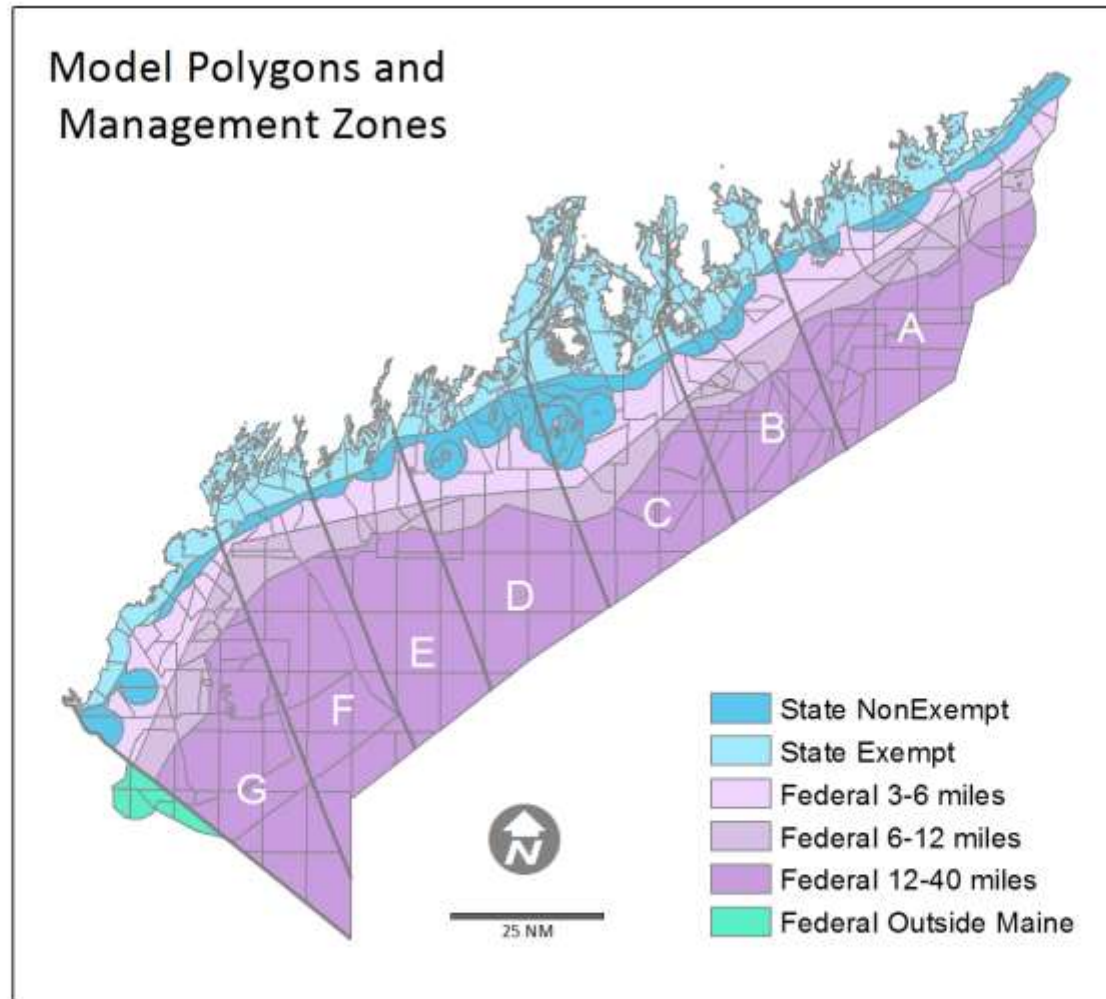 Model Polygons and
Management Zones
A
B
C
D
E
F
G
N
25 NM
State NonExempt
State Exempt
Federal 3-6 miles
Federal 6-12 miles
Federal 12-40 miles
Federal Outside Maine